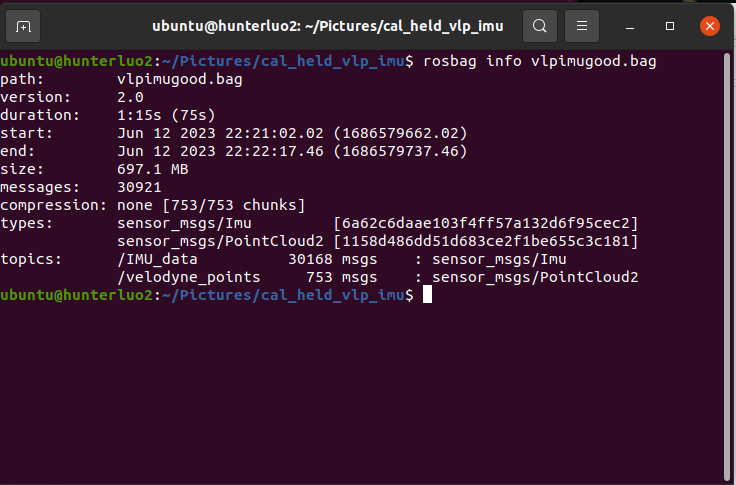 ubuntu@hunterluo2: ~/Pictures/cal_held_vlp_imu
ubuntu@hunterluo2:~/Pictures/cal_held_vlp_imu$ rosbag info vlpimugood.bag
path:        vlpimugood.bag
version:     2.0
duration:    1:15s (75s)
start:       Jun 12 2023 22:21:02.02 (1686579662.02)
end:         Jun 12 2023 22:22:17.46 (1686579737.46)
size:        697.1 MB
messages:    30921
compression: none [753/753 chunks]
types:       sensor_msgs/Imu         [6a62c6daae103f4ff57a132d6f95cec2]
             sensor_msgs/PointCloud2 [1158d486dd51d683ce2f1be655c3c181]
topics:      /IMU_data          30168 msgs    : sensor_msgs/Imu
             /velodyne_points     753 msgs    : sensor_msgs/PointCloud2
ubuntu@hunterluo2:~/Pictures/cal_held_vlp_imu$